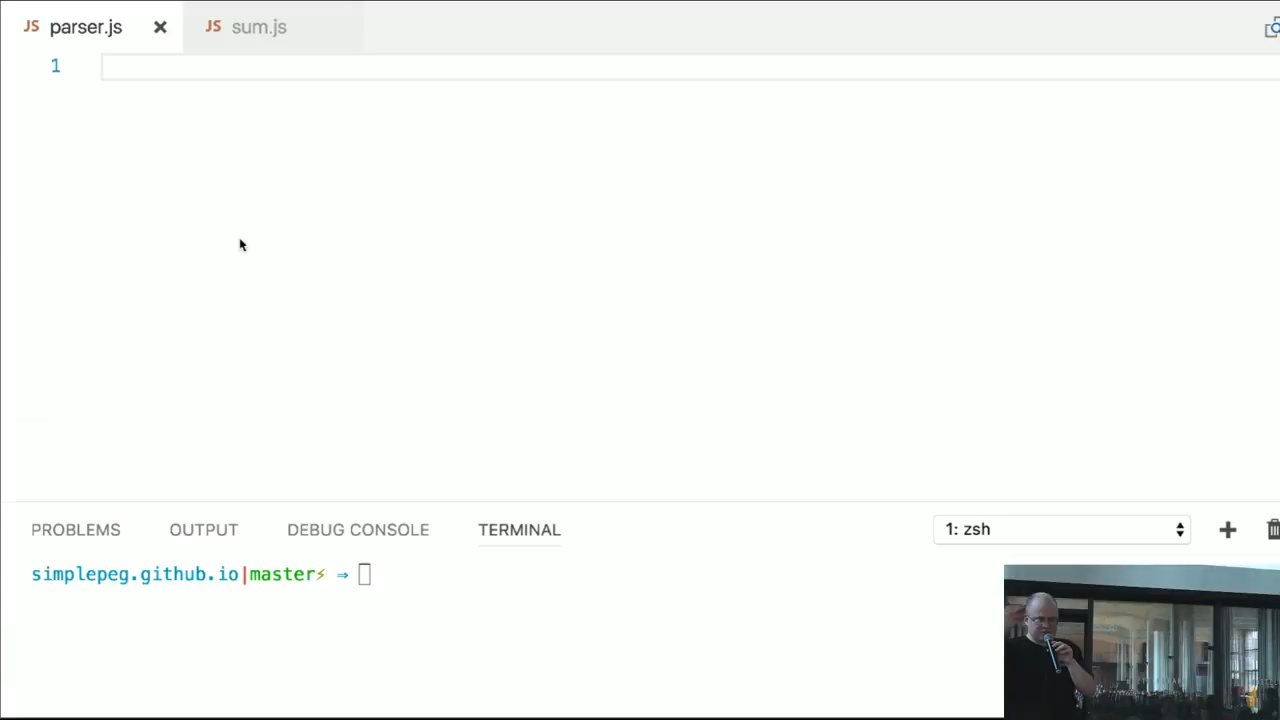 JS parser.js JS sum.js
1
PROBLEMS OUTPUT DEBUG CONSOLE TERMINAL 1: zsh
simplepeg.github.io|master⚡ ⇒